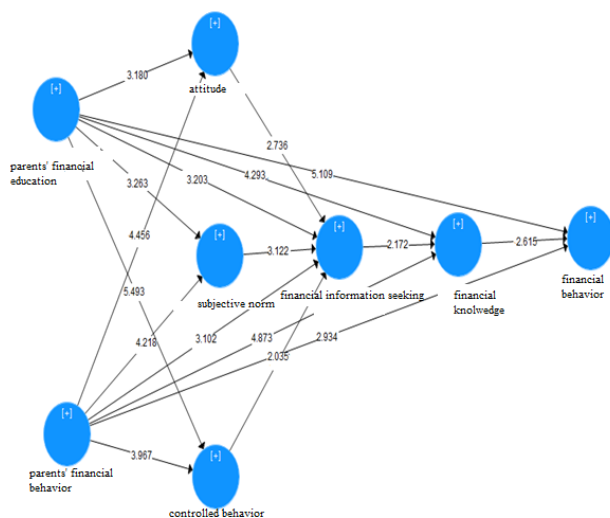 [+]
attitude
3.180
[+]
parents' financial
education
2.736
3.263
3.203
4.293
5.109
4.456
[+]
subjective norm
3.122
[+]
financial information seeking
2.172
[+]
financial
knolwedge
2.615
[+]
financial
behavior
5.493
4.218
3.102
4.873
2.934
2.035
[+]
parents' financial
behavior
3.967
[+]
controlled behavior